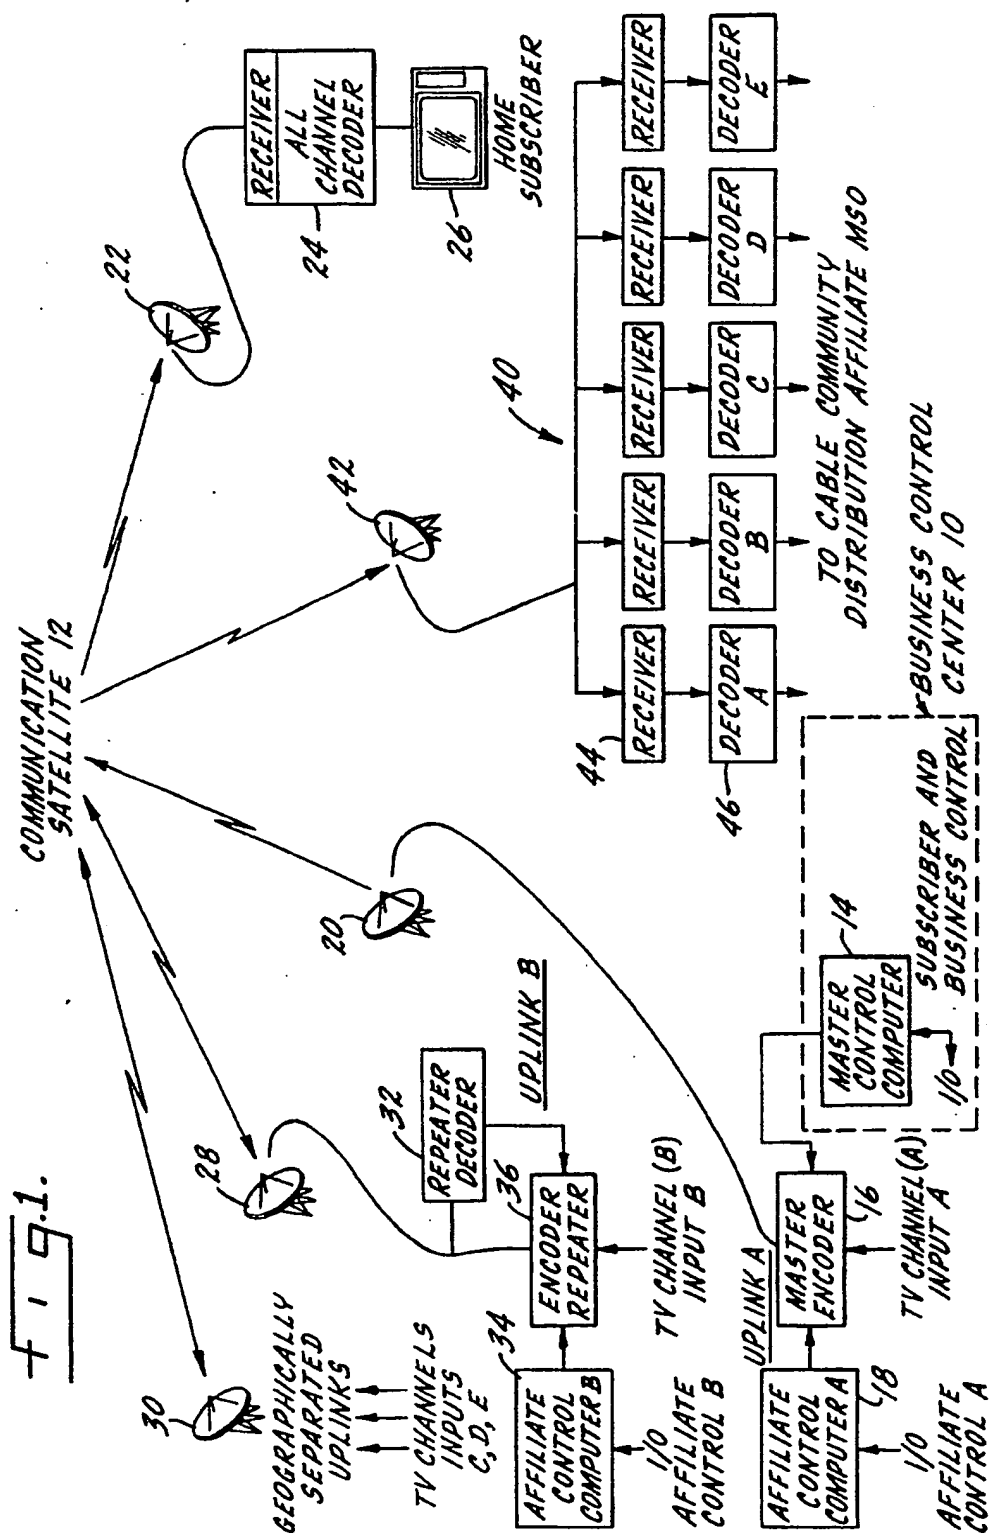 Fig. 1.
COMMUNICATION
SATELLITE 12
30
28
20
42
22
GEOGRAPHICALLY
SEPARATED
UPLINKS
TV CHANNELS
INPUTS
C, D, E
RECEIVER
ALL
CHANNEL
DECODER
24
26
HOME
SUBSCRIBER
REPEATER
DECODER
32
UPLINK B
34
AFFILIATE
CONTROL
COMPUTER B
36
ENCODER
REPEATER
I/O
AFFILIATE
CONTROL B
TV CHANNEL (B)
INPUT B
40
44
RECEIVER
RECEIVER
RECEIVER
RECEIVER
RECEIVER
46
DECODER
A
DECODER
B
DECODER
C
DECODER
D
DECODER
E
TO CABLE COMMUNITY
DISTRIBUTION AFFILIATE MSO
UPLINK A
AFFILIATE
CONTROL
COMPUTER A
18
MASTER
ENCODER
16
I/O
AFFILIATE
CONTROL A
TV CHANNEL (A)
INPUT A
MASTER
CONTROL
COMPUTER
14
I/O
SUBSCRIBER AND
BUSINESS CONTROL
BUSINESS CONTROL
CENTER 10